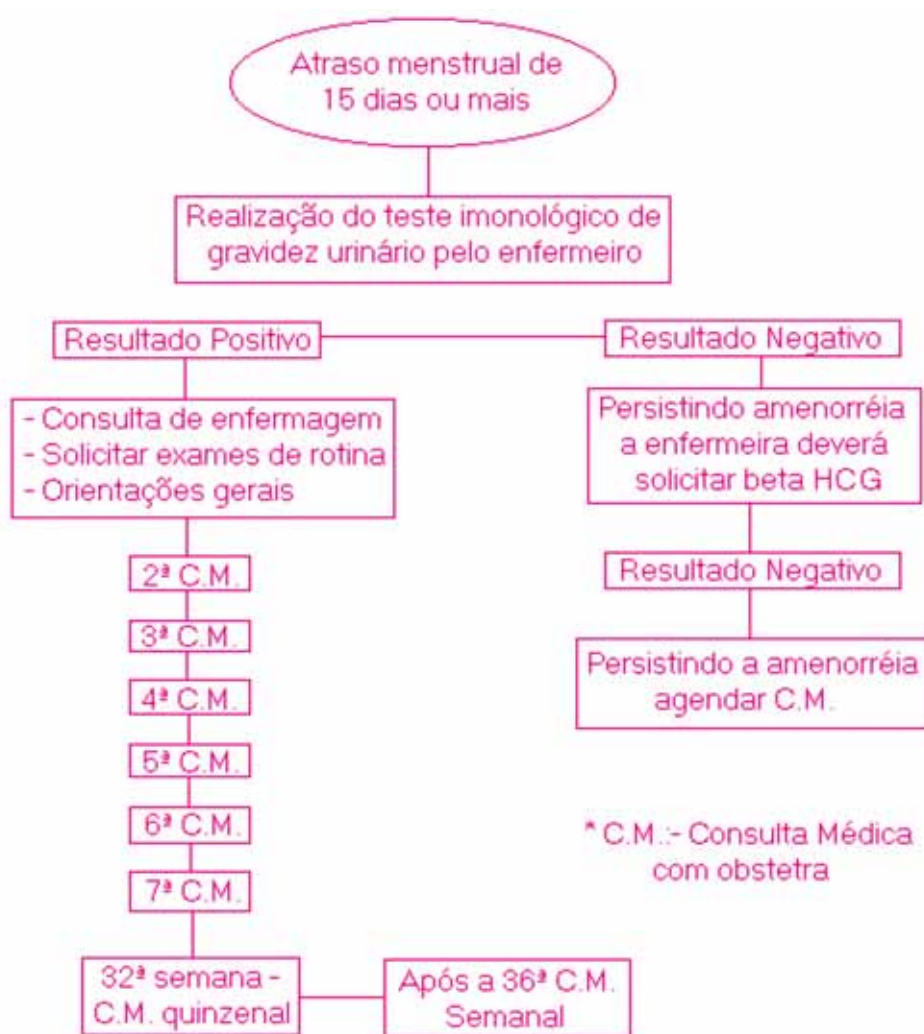 Atraso menstrual de
15 dias ou mais
Realização do teste imonológico de
gravidez urinário pelo enfermeiro
Resultado Positivo
- Consulta de enfermagem
- Solicitar exames de rotina
- Orientações gerais
2ª C.M.
3ª C.M.
4ª C.M.
5ª C.M.
6ª C.M.
7ª C.M.
32ª semana -
C.M. quinzenal
Após a 36ª C.M.
Semanal
Resultado Negativo
Persistindo amenorréia
a enfermeira deverá
solicitar beta HCG
Resultado Negativo
Persistindo a amenorréia
agendar C.M.
* C.M.:- Consulta Médica
com obstetra